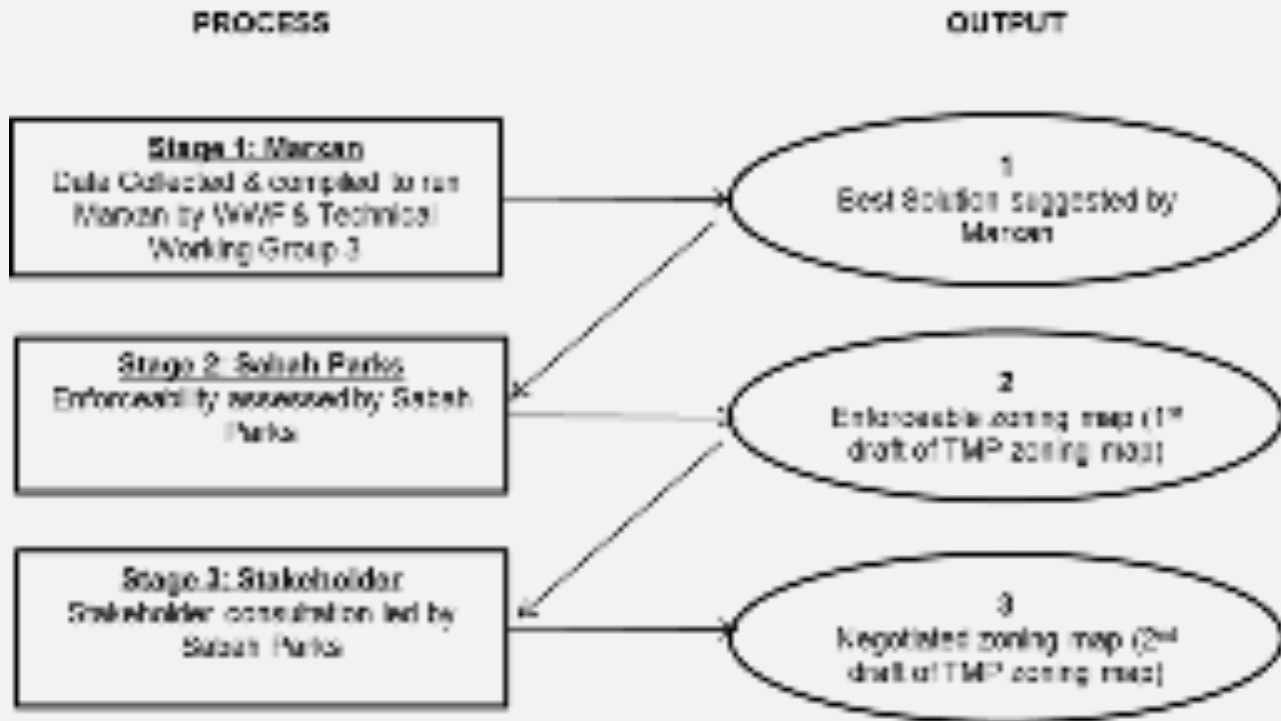 PROCESS
OUTPUT
Stage 1: Marxan
Data Collected & compiled to run
Marxan by WWF & Technical
Working Group 3
1
Best Solution suggested by
Marxan
Stage 2: Sabah Parks
Enforceability assessed by Sabah
Parks
2
Enforceable zoning map (1st
draft of TMP zoning map)
Stage 3: Stakeholder
Stakeholder consultation led by
Sabah Parks
3
Negotiated zoning map (2nd
draft of TMP zoning map)